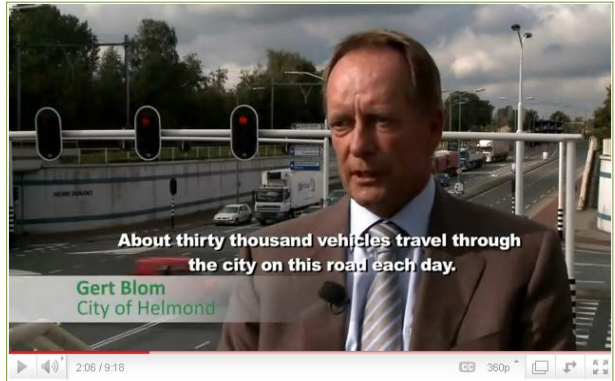 About thirty thousand vehicles travel through
the city on this road each day.
Gert Blom
City of Helmond
2:06 / 9:18
CC
360p